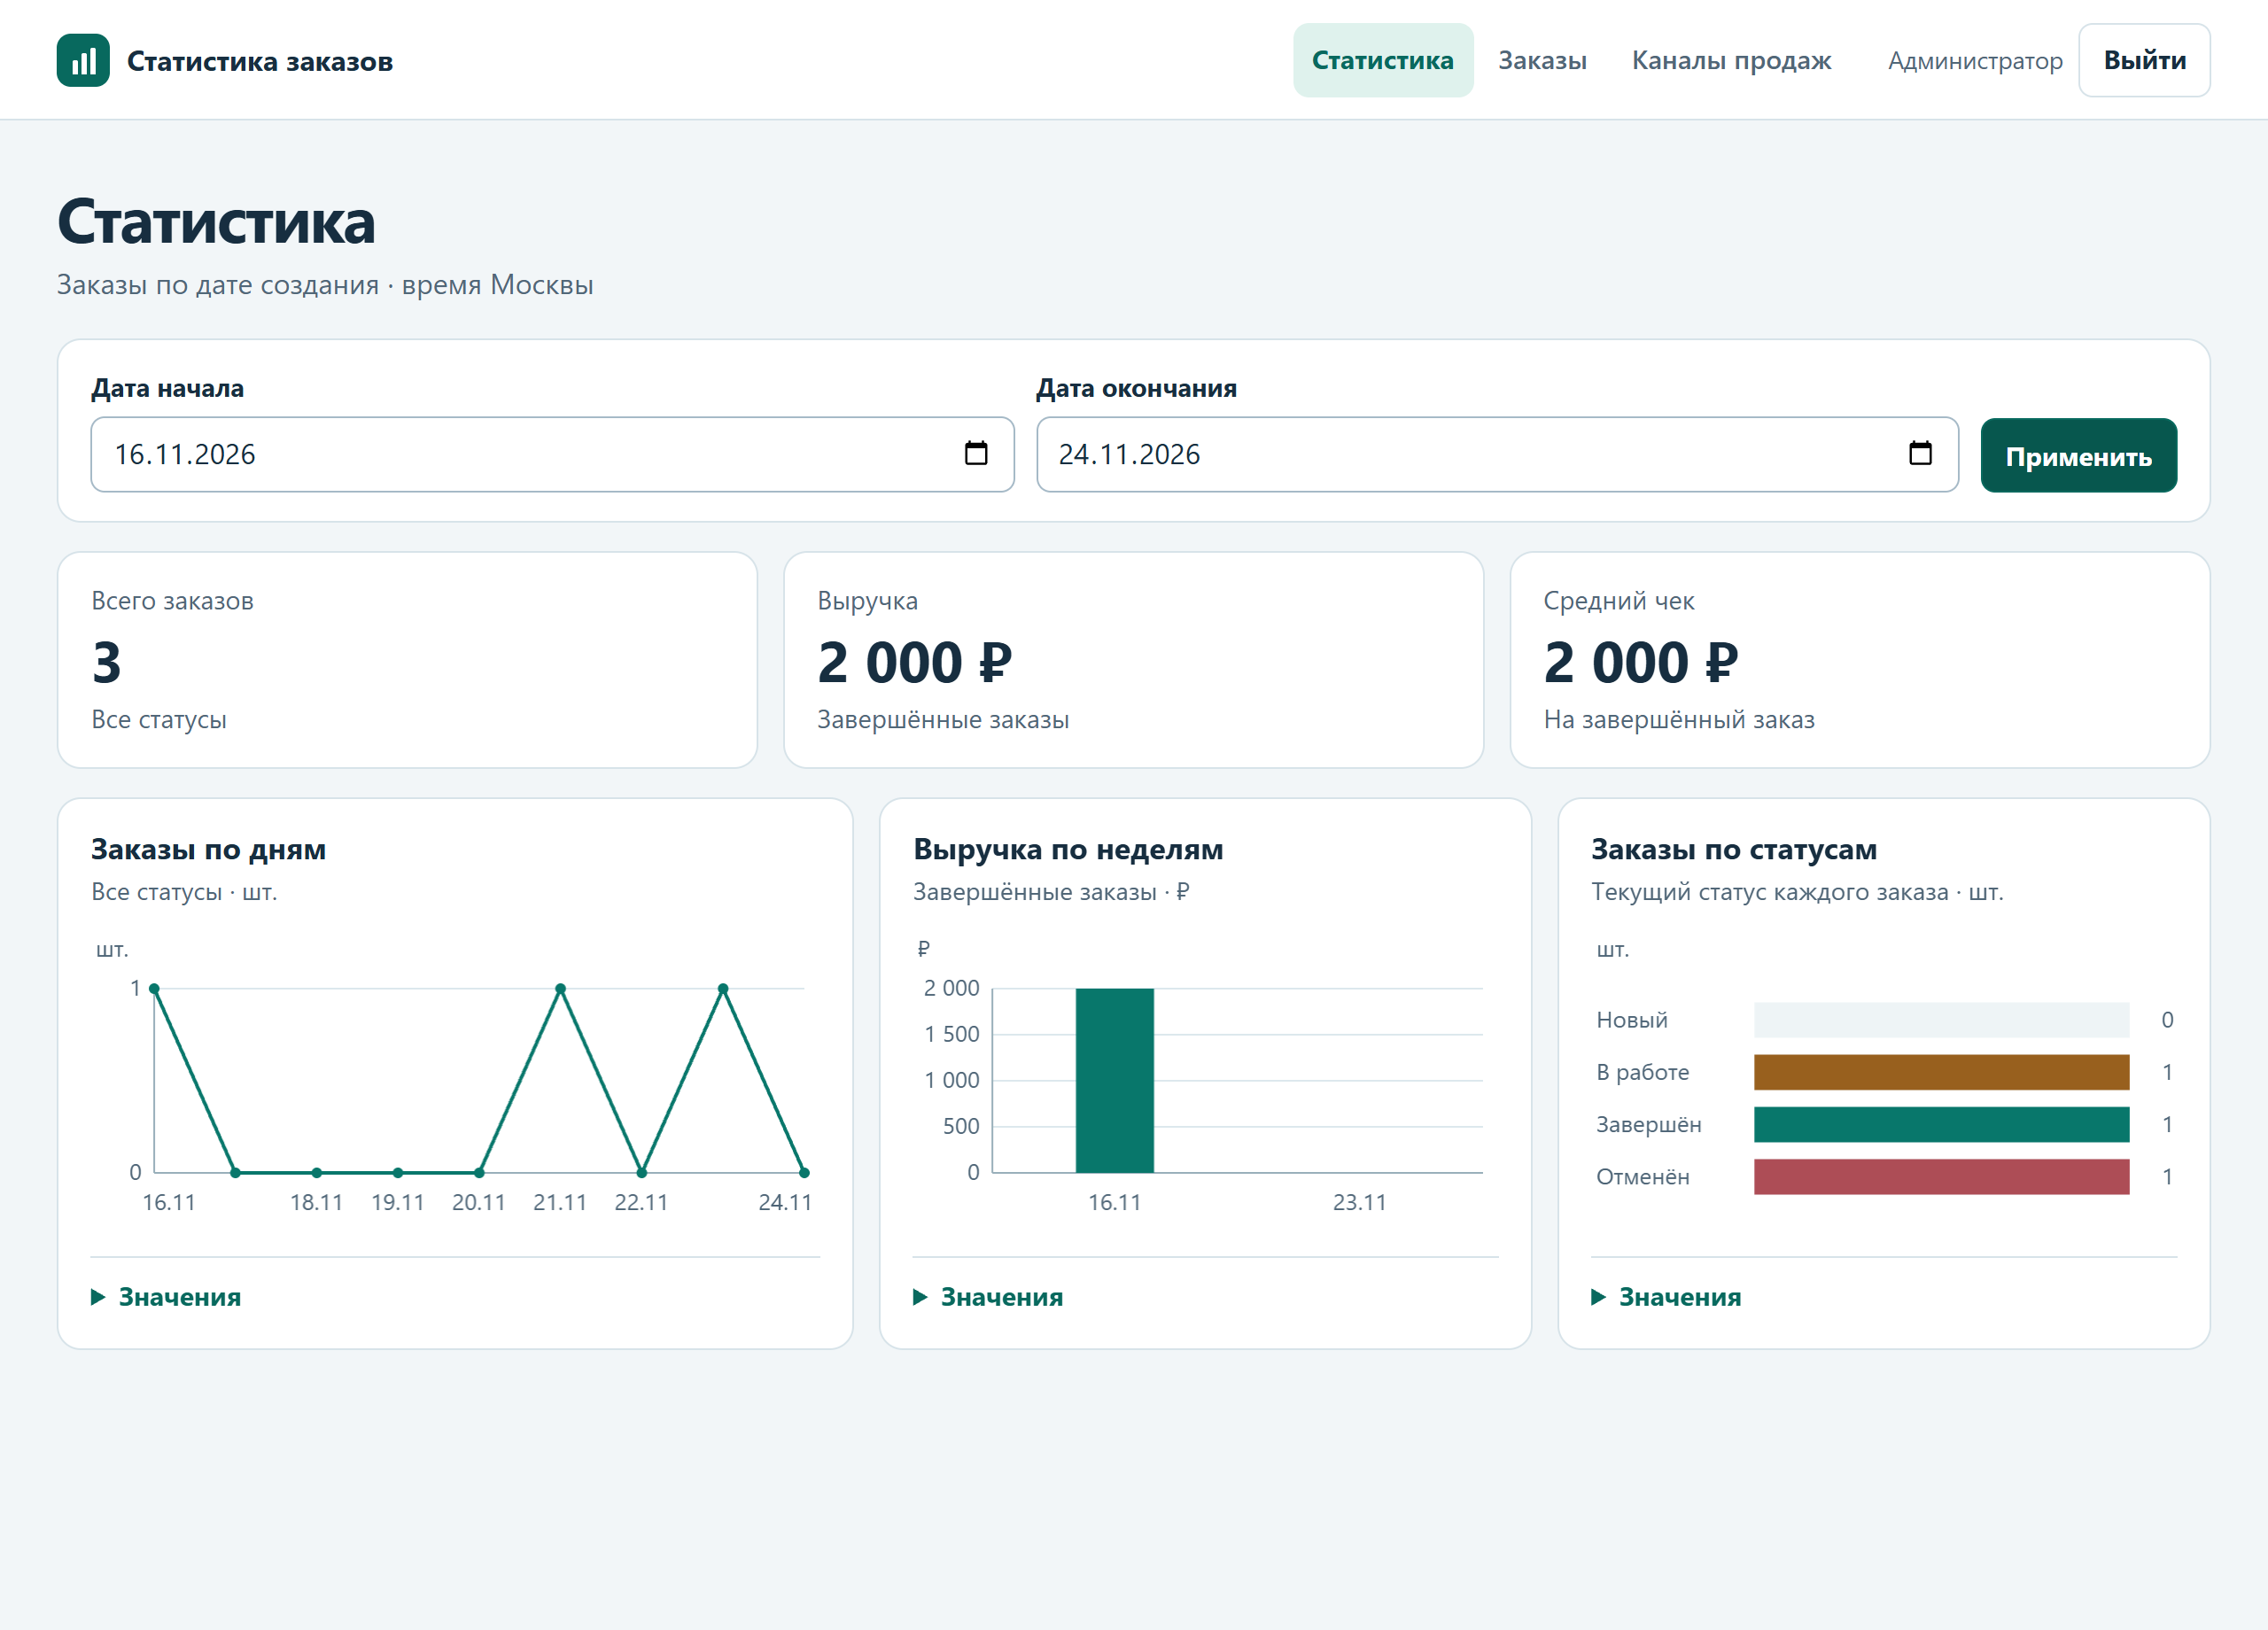 Статистика заказов
Статистика
Заказы
Каналы продаж
Администратор
Выйти
Статистика
Заказы по дате создания · время Москвы
Дата начала
16.11.2026
Дата окончания
24.11.2026
Применить
Всего заказов
3
Все статусы
Выручка
2 000 ₽
Завершённые заказы
Средний чек
2 000 ₽
На завершённый заказ
Заказы по дням
Все статусы · шт.
шт.
1
0
16.11 18.11 19.11 20.11 21.11 22.11 24.11
Значения
Выручка по неделям
Завершённые заказы · ₽
₽
2 000
1 500
1 000
500
0
16.11 23.11
Значения
Заказы по статусам
Текущий статус каждого заказа · шт.
шт.
Новый 0
В работе 1
Завершён 1
Отменён 1
Значения